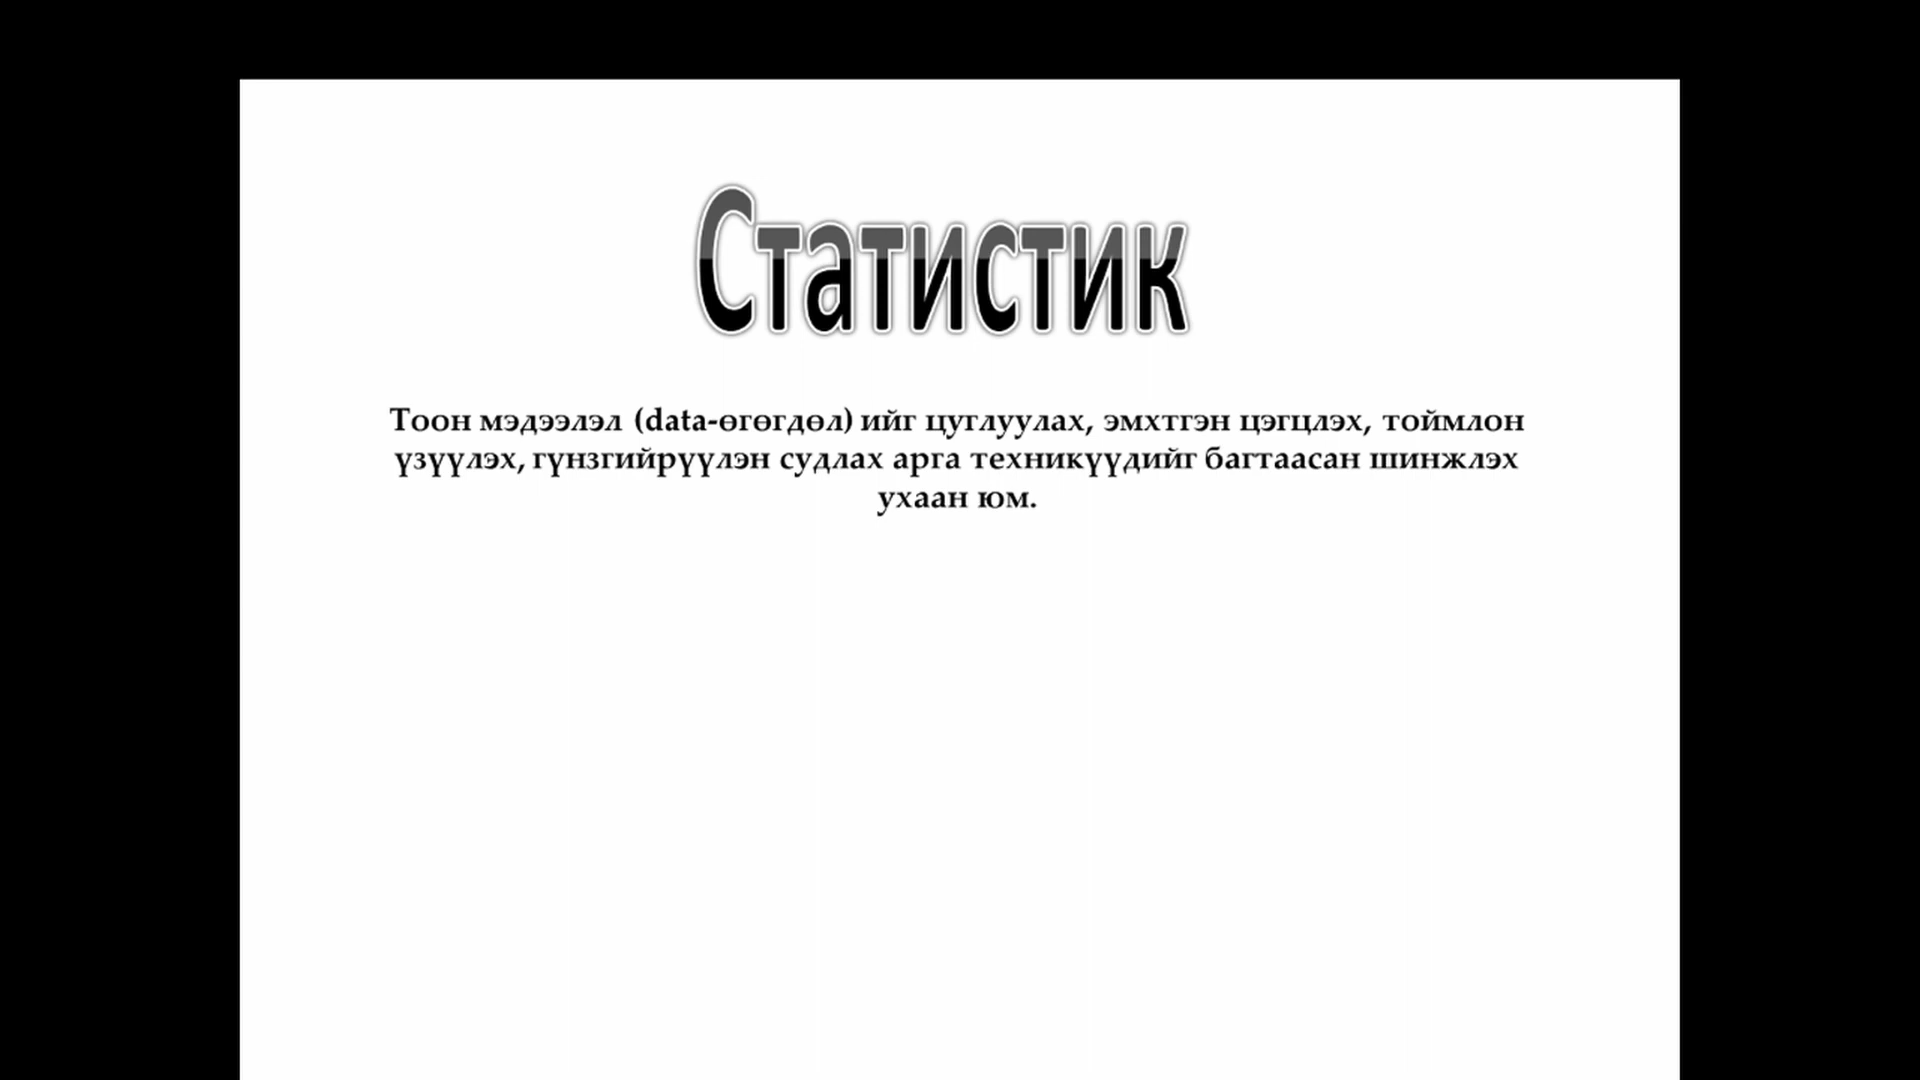 Статистик
Тоон мэдээлэл (data-өгөгдөл) ийг цуглуулах, эмхтгэн цэгцлэх, тоймлон
үзүүлэх, гүнзгийрүүлэн судлах арга техникүүдийг багтаасан шинжлэх
ухаан юм.